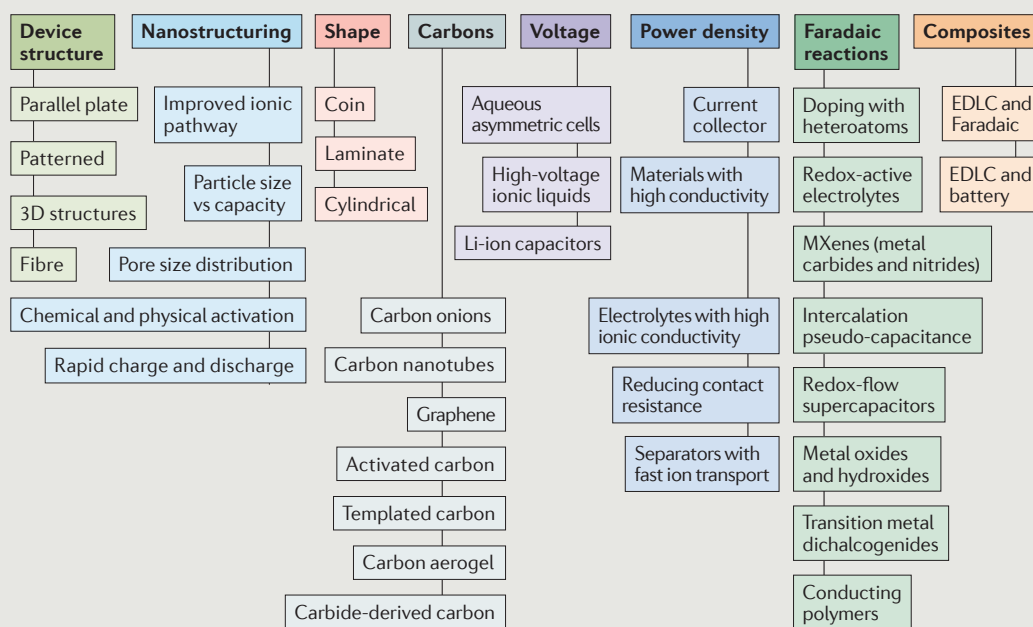 Device
structure
Parallel plate
Patterned
3D structures
Fibre
Nanostructuring
Improved ionic
pathway
Particle size
vs capacity
Pore size distribution
Chemical and physical activation
Rapid charge and discharge
Shape
Coin
Laminate
Cylindrical
Carbons
Carbon onions
Carbon nanotubes
Graphene
Activated carbon
Templated carbon
Carbon aerogel
Carbide-derived carbon
Voltage
Aqueous
asymmetric cells
High-voltage
ionic liquids
Li-ion capacitors
Power density
Current
collector
Materials with
high conductivity
Electrolytes with high
ionic conductivity
Reducing contact
resistance
Separators with
fast ion transport
Faradaic
reactions
Doping with
heteroatoms
Redox-active
electrolytes
MXenes (metal
carbides and nitrides)
Intercalation
pseudo-capacitance
Redox-flow
supercapacitors
Metal oxides
and hydroxides
Transition metal
dichalcogenides
Conducting
polymers
Composites
EDLC and
Faradaic
EDLC and
battery